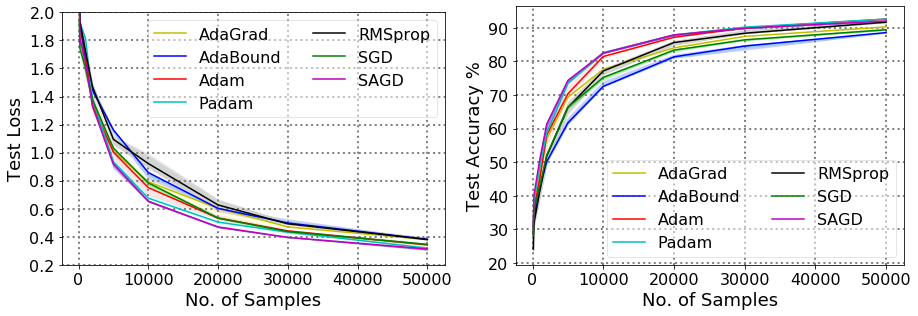 2.0
1.8
1.6
1.4
1.2
1.0
0.8
0.6
0.4
0.2
Test Loss
0 10000 20000 30000 40000 50000
No. of Samples
AdaGrad
AdaBound
Adam
Padam
RMSprop
SGD
SAGD
90
80
70
60
50
40
30
20
Test Accuracy %
0 10000 20000 30000 40000 50000
No. of Samples
AdaGrad
AdaBound
Adam
Padam
RMSprop
SGD
SAGD